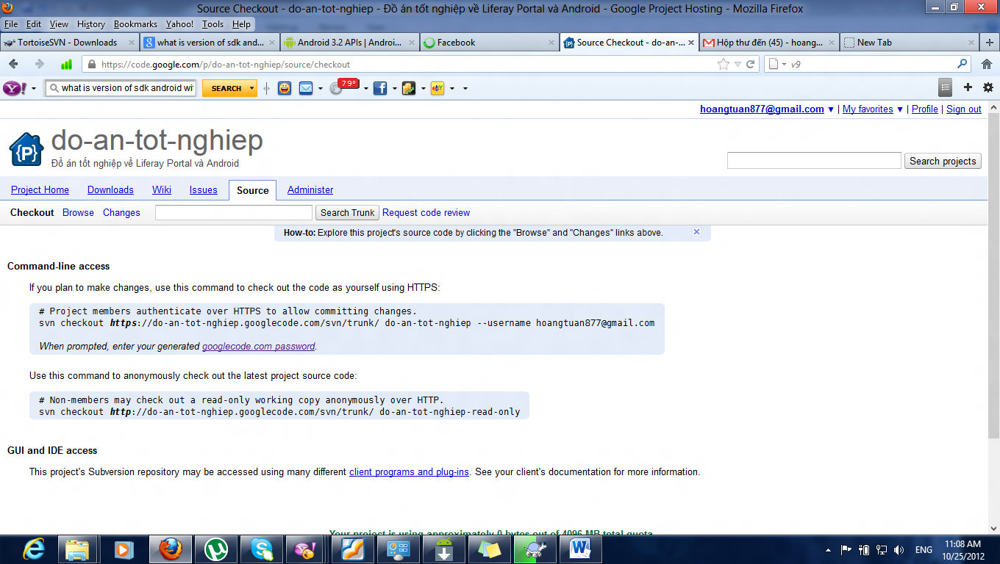 Source Checkout - do-an-tot-nghiep - Đồ án tốt nghiệp về Liferay Portal và Android - Google Project Hosting - Mozilla Firefox
File Edit View History Bookmarks Yahoo! Tools Help
TortoiseSVN - Downloads what is version of sdk and... Android 3.2 APIs | Androi... Facebook Source Checkout - do-an-... Hộp thư đến (45) - hoang... New Tab
https://code.google.com/p/do-an-tot-nghiep/source/checkout v9
what is version of sdk android wit SEARCH 79°
hoangtuan877@gmail.com ▼ | My favorites ▼ | Profile | Sign out
do-an-tot-nghiep
Đồ án tốt nghiệp về Liferay Portal và Android
Search projects
Project Home Downloads Wiki Issues Source Administer
Checkout Browse Changes Search Trunk Request code review
How-to: Explore this project's source code by clicking the "Browse" and "Changes" links above.
Command-line access
If you plan to make changes, use this command to check out the code as yourself using HTTPS:
# Project members authenticate over HTTPS to allow committing changes.
svn checkout https://do-an-tot-nghiep.googlecode.com/svn/trunk/ do-an-tot-nghiep --username hoangtuan877@gmail.com
When prompted, enter your generated googlecode.com password.
Use this command to anonymously check out the latest project source code:
# Non-members may check out a read-only working copy anonymously over HTTP.
svn checkout http://do-an-tot-nghiep.googlecode.com/svn/trunk/ do-an-tot-nghiep-read-only
GUI and IDE access
This project's Subversion repository may be accessed using many different client programs and plug-ins. See your client's documentation for more information.
Your project is using approximately 0 bytes out of 4096 MB total quota
ENG 11:08 AM
10/25/2012